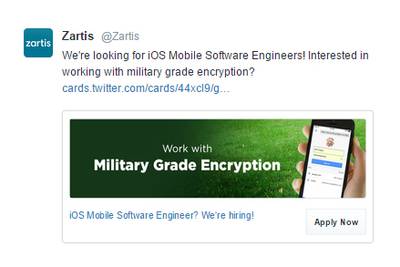 zartis
Zartis @Zartis
We're looking for iOS Mobile Software Engineers! Interested in
working with military grade encryption?
cards.twitter.com/cards/44xcl9/g…
Work with
Military Grade Encryption
iOS Mobile Software Engineer? We're hiring!
Apply Now